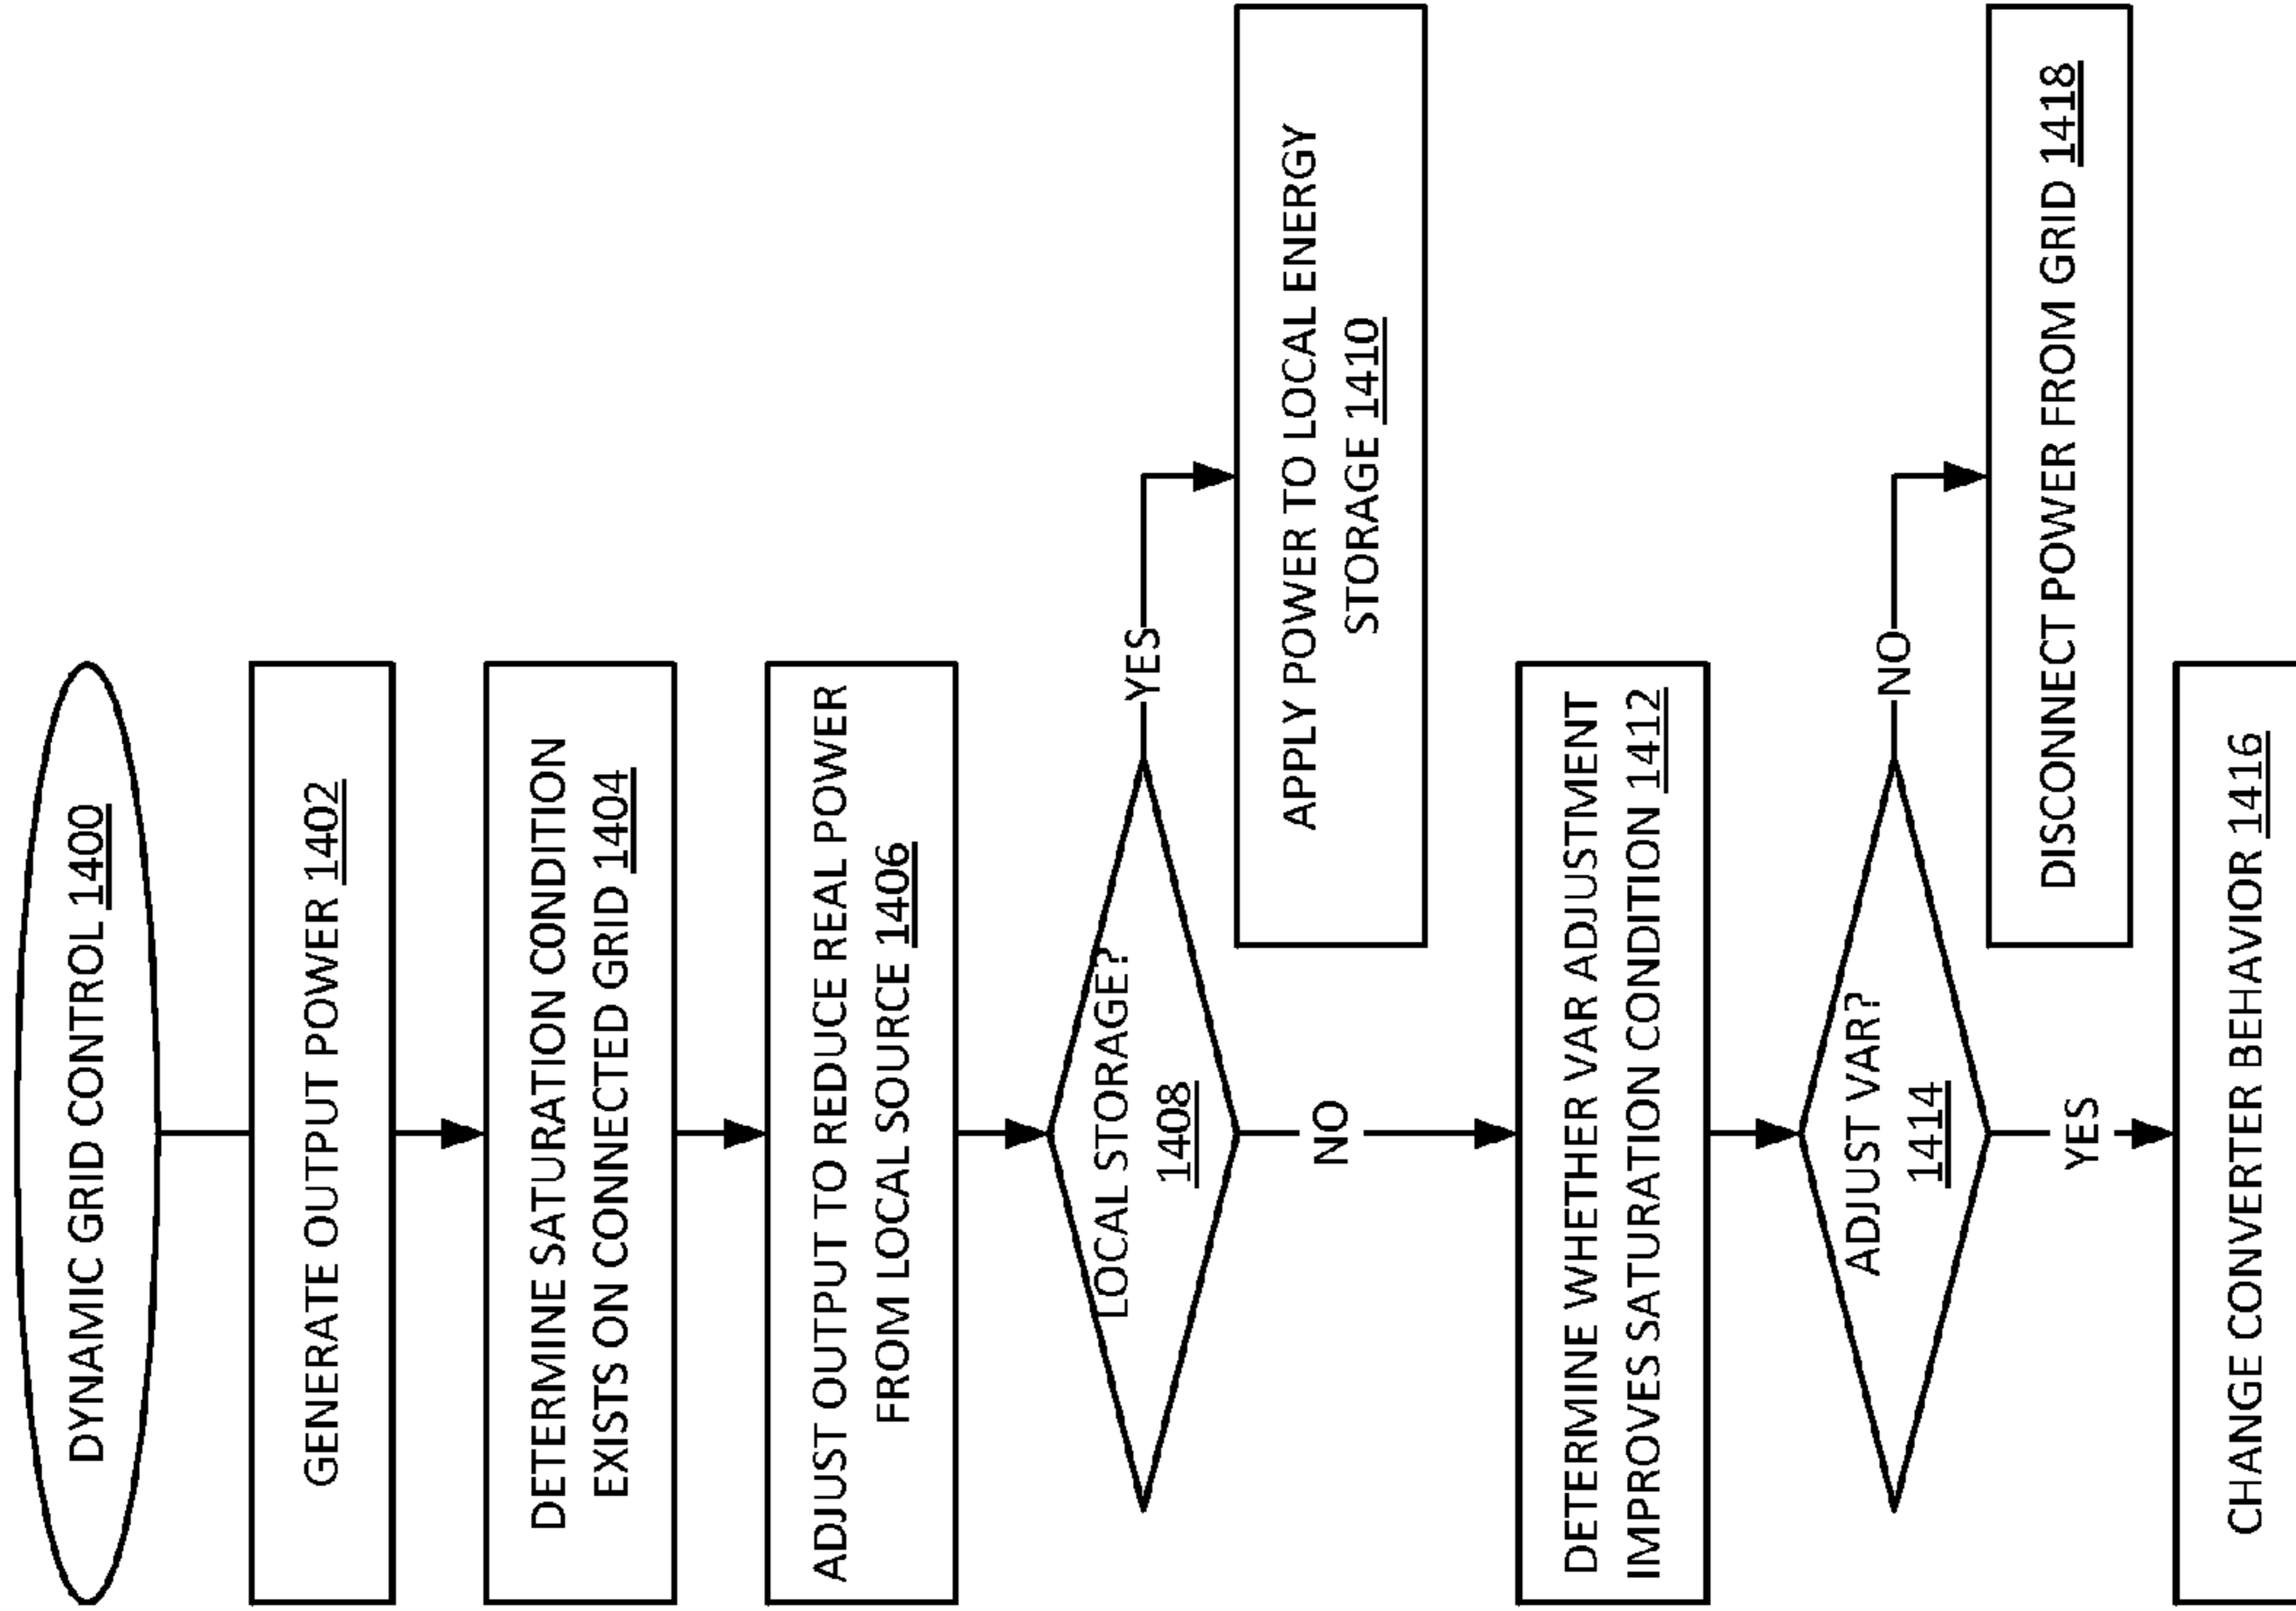 DYNAMIC GRID CONTROL 1400
GENERATE OUTPUT POWER 1402
DETERMINE SATURATION CONDITION
EXISTS ON CONNECTED GRID 1404
ADJUST OUTPUT TO REDUCE REAL POWER
FROM LOCAL SOURCE 1406
LOCAL STORAGE?
1408
YES
APPLY POWER TO LOCAL ENERGY
STORAGE 1410
NO
DETERMINE WHETHER VAR ADJUSTMENT
IMPROVES SATURATION CONDITION 1412
ADJUST VAR?
1414
NO
DISCONNECT POWER FROM GRID 1418
YES
CHANGE CONVERTER BEHAVIOR 1416